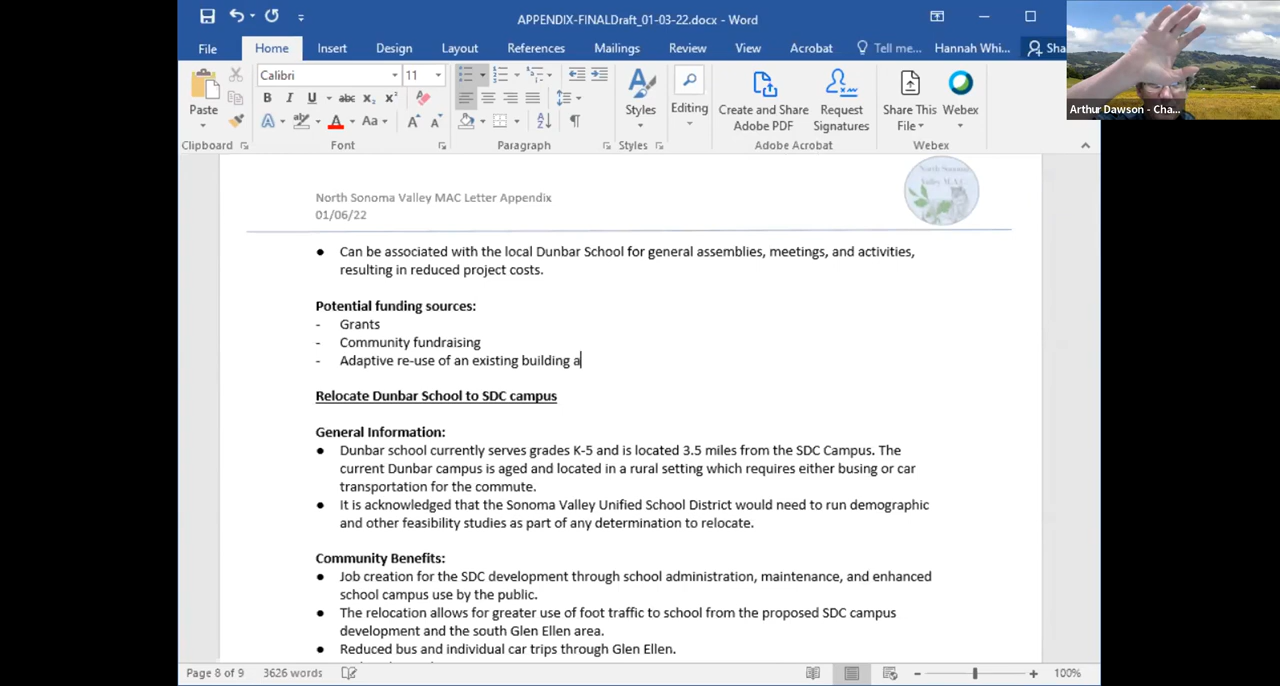 APPENDIX-FINALDraft_01-03-22.docx - Word
File Home Insert Design Layout References Mailings Review View Acrobat Tell me... Hannah Whi... Sha
Arthur Dawson - Cha...
Calibri 11
Paste Styles Editing Create and Share Adobe PDF Request Signatures Share This File Webex
B I U abc X₂ X² Aa
Clipboard Font Paragraph Styles Adobe Acrobat Webex
North Sonoma Valley MAC Letter Appendix
01/06/22
North Sonoma
Valley M.A.C
● Can be associated with the local Dunbar School for general assemblies, meetings, and activities,
resulting in reduced project costs.
Potential funding sources:
- Grants
- Community fundraising
- Adaptive re-use of an existing building a
Relocate Dunbar School to SDC campus
General Information:
● Dunbar school currently serves grades K-5 and is located 3.5 miles from the SDC Campus. The
current Dunbar campus is aged and located in a rural setting which requires either busing or car
transportation for the commute.
● It is acknowledged that the Sonoma Valley Unified School District would need to run demographic
and other feasibility studies as part of any determination to relocate.
Community Benefits:
● Job creation for the SDC development through school administration, maintenance, and enhanced
school campus use by the public.
● The relocation allows for greater use of foot traffic to school from the proposed SDC campus
development and the south Glen Ellen area.
● Reduced bus and individual car trips through Glen Ellen.
Page 8 of 9 3626 words 100%